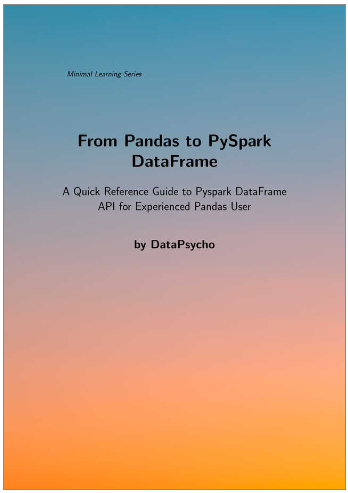 Minimal Learning Series
From Pandas to PySpark
DataFrame
A Quick Reference Guide to Pyspark DataFrame
API for Experienced Pandas User
by DataPsycho